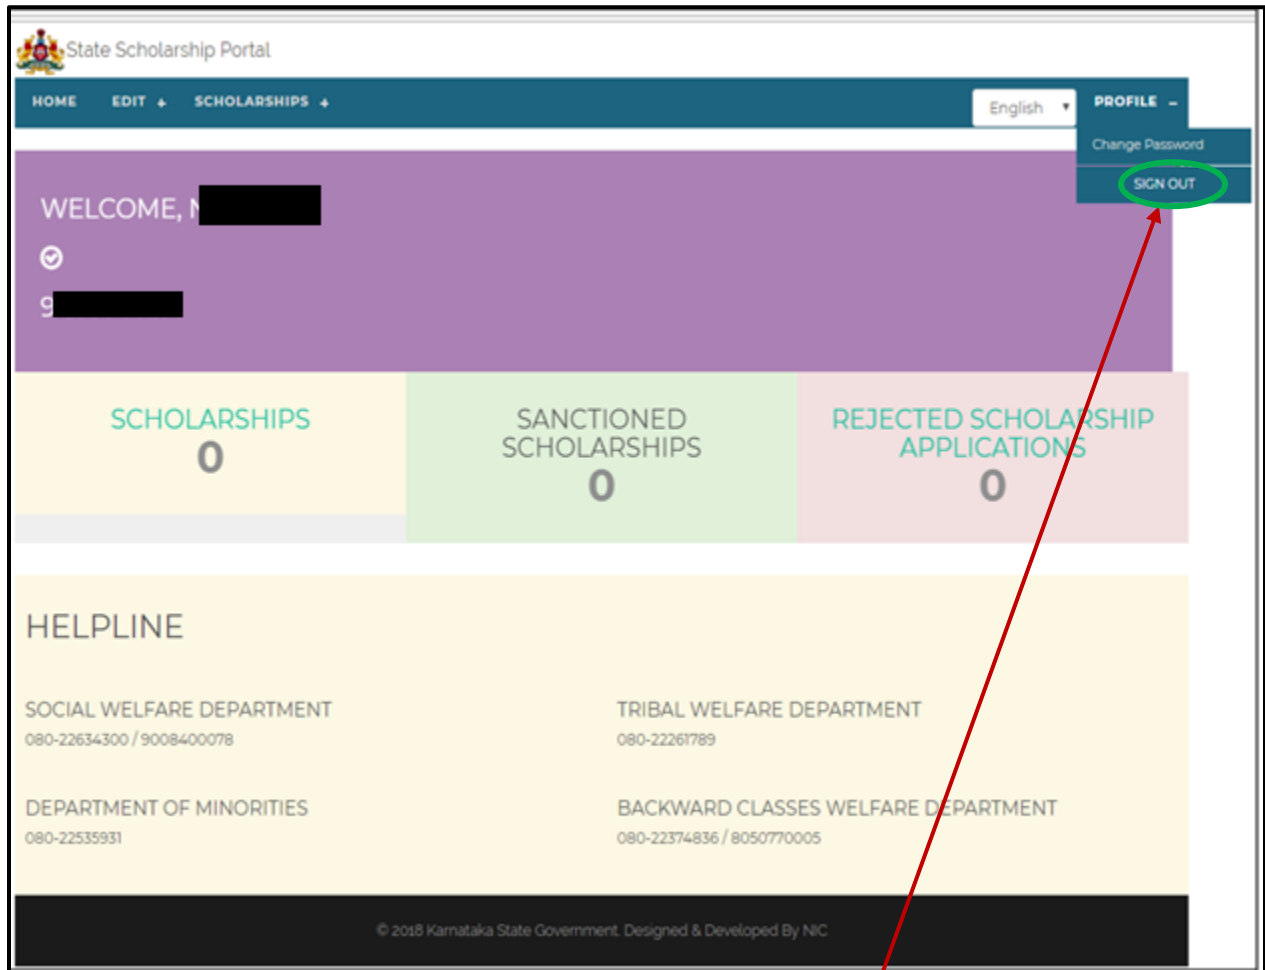 State Scholarship Portal
HOME EDIT + SCHOLARSHIPS + English PROFILE –
Change Password
SIGN OUT
WELCOME, N
9
SCHOLARSHIPS
0
SANCTIONED
SCHOLARSHIPS
0
REJECTED SCHOLARSHIP
APPLICATIONS
0
HELPLINE
SOCIAL WELFARE DEPARTMENT
080-22634300 / 9008400078
TRIBAL WELFARE DEPARTMENT
080-22261789
DEPARTMENT OF MINORITIES
080-22535931
BACKWARD CLASSES WELFARE DEPARTMENT
080-22374836 / 8050770005
© 2018 Karnataka State Government. Designed & Developed By NIC